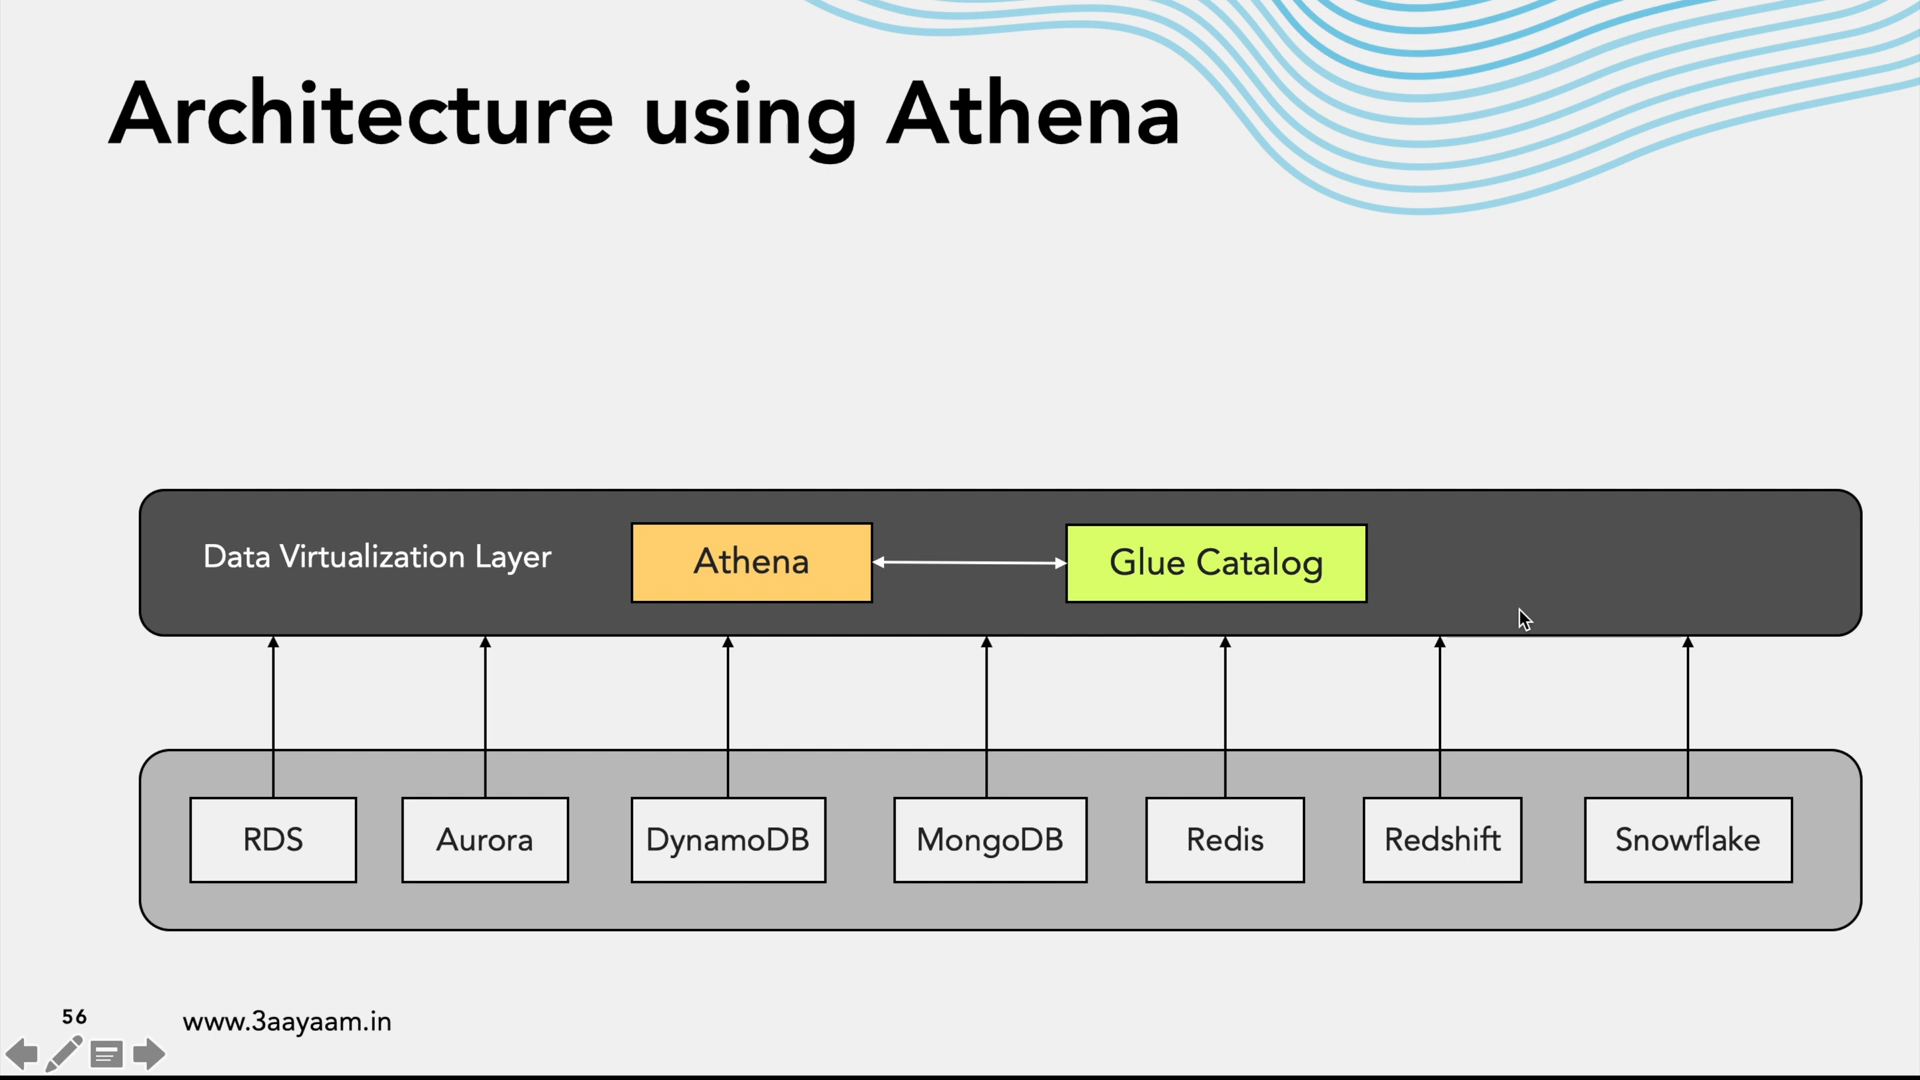 Architecture using Athena
Data Virtualization Layer
Athena
Glue Catalog
RDS
Aurora
DynamoDB
MongoDB
Redis
Redshift
Snowflake
56
www.3aayaam.in